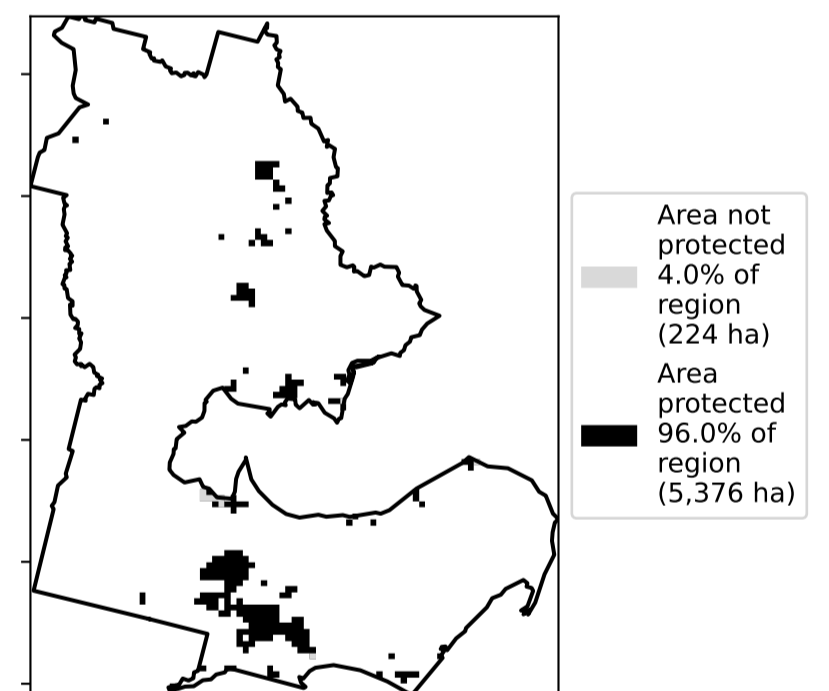 Area not
protected
4.0% of
region
(224 ha)
Area
protected
96.0% of
region
(5,376 ha)